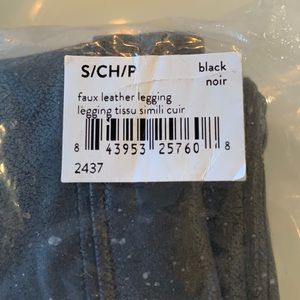 S/CH/P black
noir
faux leather legging
legging tissu simili cuir
8 43953 25760 8
2437